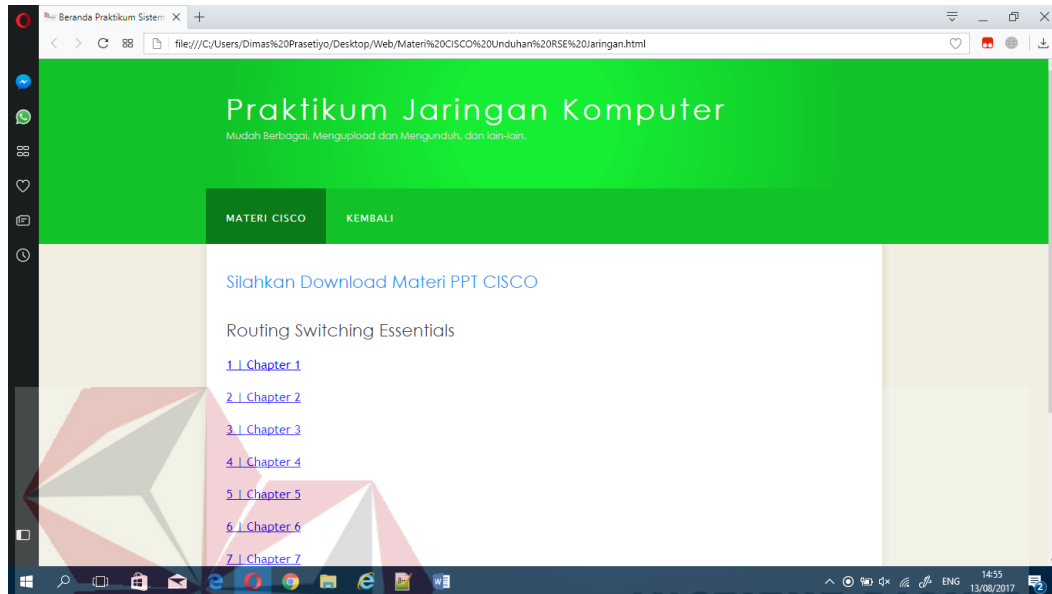 Beranda Praktikum Sistem
file:///C:/Users/Dimas%20Prasetiyo/Desktop/Web/Materi%20CISCO%20Unduhan%20RSE%20Jaringan.html
Praktikum Jaringan Komputer
Mudah Berbagai, Mengupload dan Mengunduh, dan lain-lain.
MATERI CISCO KEMBALI
Silahkan Download Materi PPT CISCO
Routing Switching Essentials
1 | Chapter 1
2 | Chapter 2
3 | Chapter 3
4 | Chapter 4
5 | Chapter 5
6 | Chapter 6
7 | Chapter 7
ENG 14:55
13/08/2017
2